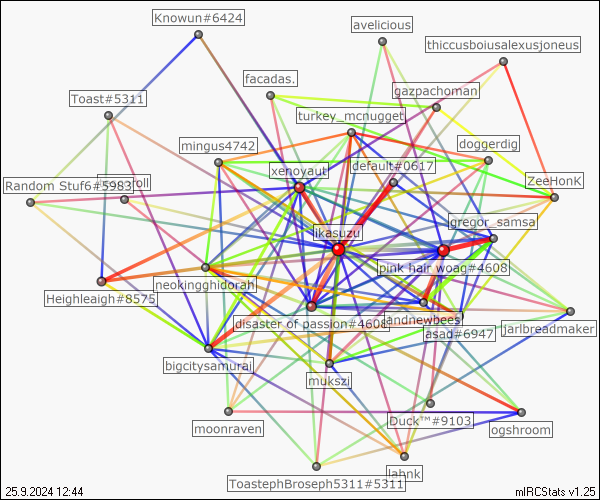 Knowun#6424
avelicious
thiccusboiusalexusjoneus
facadas.
gazpachoman
Toast#5311
turkey_mcnugget
mingus4742
doggerdig
default#0617
xenoyaut
ZeeHonK
Random Stuf6#5983
roll
gregor_samsa
ikasuzu
pink hair woag#4608
neokingghidorah
Heighleaigh#8575
disaster of passion#4608
andnewbees
jarlbreadmaker
asad#6947
bigcitysamurai
mukszi
Duck™#9103
moonraven
ogshroom
lahnk
ToastephBroseph5311#5311
25.9.2024 12:44
mIRCStats v1.25